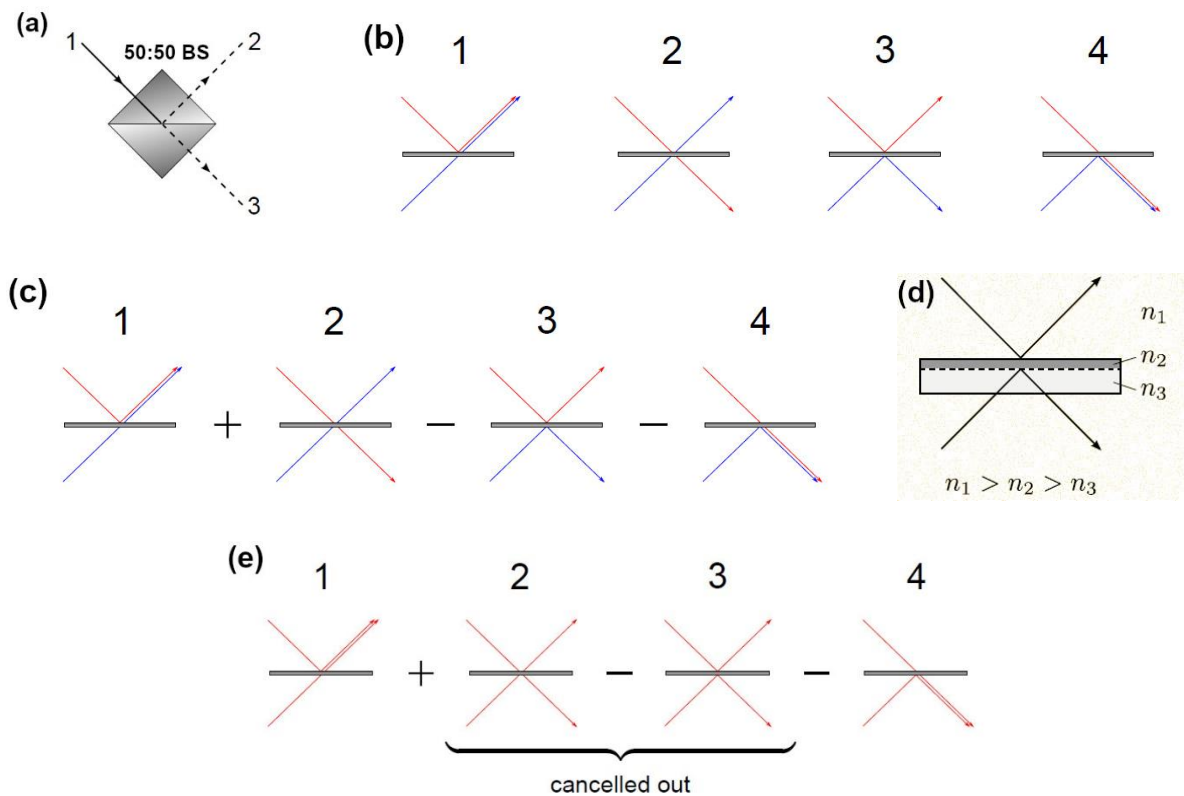 (a)
1
50:50 BS
2
3
(b)
1 2 3 4
(c)
1 2 3 4
+ − −
(d)
n₁
n₂
n₃
n₁ > n₂ > n₃
(e)
1 2 3 4
+ − −
cancelled out